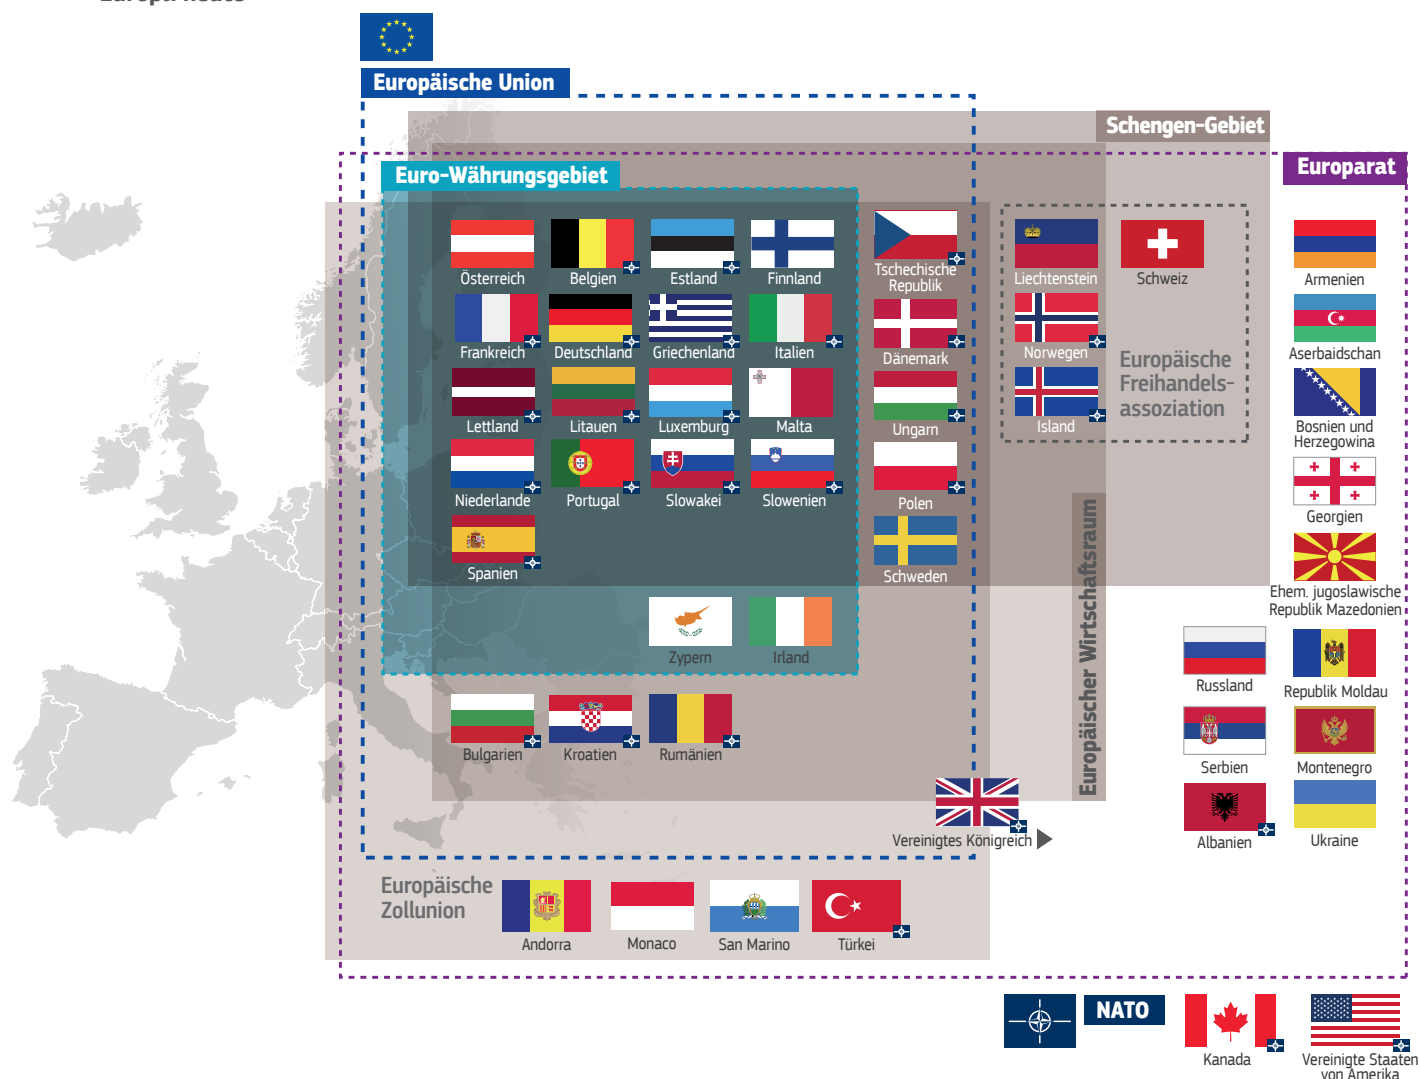 Europäische Union
Schengen-Gebiet
Euro-Währungsgebiet
Europarat
Österreich
Belgien
Estland
Finnland
Tschechische
Republik
Liechtenstein
Schweiz
Armenien
Frankreich
Deutschland
Griechenland
Italien
Dänemark
Norwegen
Europäische
Freihandels-
assoziation
Aserbaidschan
Lettland
Litauen
Luxemburg
Malta
Ungarn
Island
Bosnien und
Herzegowina
Niederlande
Portugal
Slowakei
Slowenien
Polen
Georgien
Spanien
Schweden
Europäischer Wirtschaftsraum
Ehem. jugoslawische
Republik Mazedonien
Zypern
Irland
Russland
Republik Moldau
Bulgarien
Kroatien
Rumänien
Serbien
Montenegro
Vereinigtes Königreich
Albanien
Ukraine
Europäische
Zollunion
Andorra
Monaco
San Marino
Türkei
NATO
Kanada
Vereinigte Staaten
von Amerika